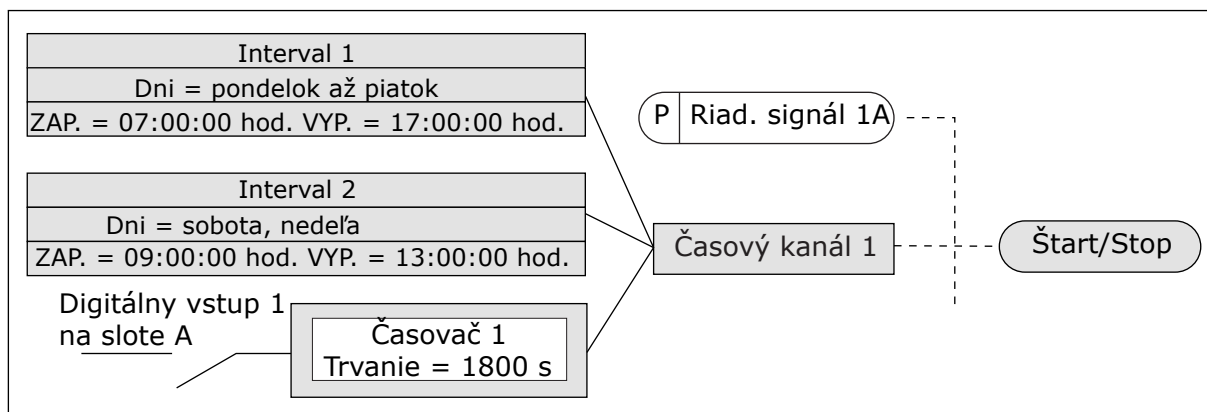 Interval 1
Dni = pondelok až piatok
ZAP. = 07:00:00 hod. VYP. = 17:00:00 hod.
P Riad. signál 1A
Interval 2
Dni = sobota, nedeľa
ZAP. = 09:00:00 hod. VYP. = 13:00:00 hod.
Časový kanál 1
Štart/Stop
Digitálny vstup 1
na slote A
Časovač 1
Trvanie = 1800 s